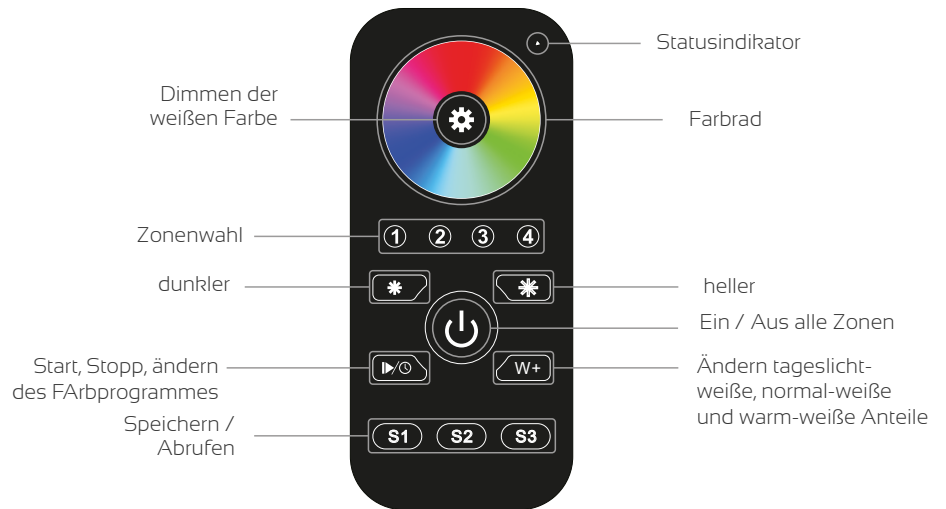 Statusindikator
Dimmen der
weißen Farbe
Farbrad
Zonenwahl
1 2 3 4
dunkler
heller
Ein / Aus alle Zonen
Start, Stopp, ändern
des FArbprogrammes
W+
Ändern tageslicht-
weiße, normal-weiße
und warm-weiße Anteile
Speichern /
Abrufen
S1 S2 S3